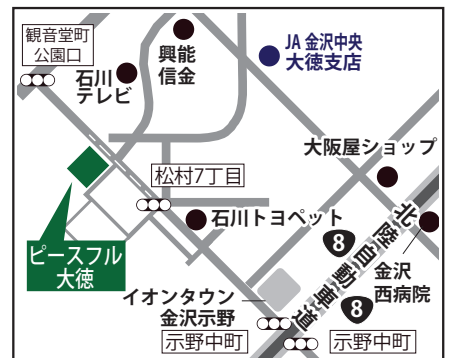 観音堂町
公園口
石川
テレビ
興能
信金
JA 金沢中央
大徳支店
大阪屋ショップ
松村7丁目
石川トヨペット
ピースフル
大徳
イオンタウン
金沢示野
示野中町
8
8
北陸自動車道
金沢
西病院
示野中町